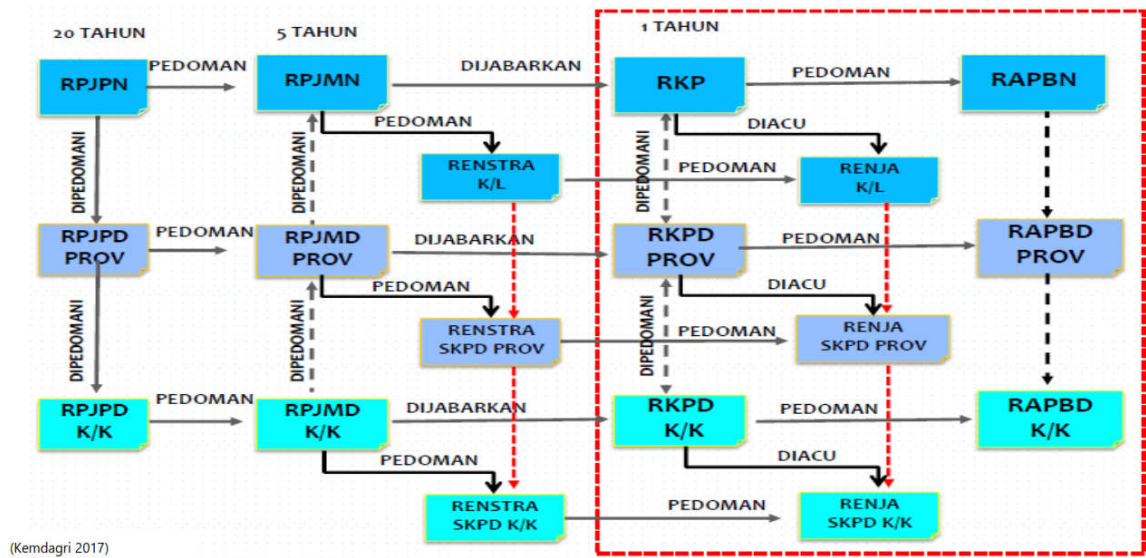 20 TAHUN
5 TAHUN
1 TAHUN
RPJPN
PEDOMAN
RPJMN
DIJABARKAN
RKP
PEDOMAN
RAPBN
DIPEDOMANI
DIPEDOMANI
PEDOMAN
RENSTRA
K/L
PEDOMAN
DIPEDOMANI
DIACU
RENJA
K/L
RPJPD
PROV
PEDOMAN
RPJMD
PROV
DIJABARKAN
RKPD
PROV
PEDOMAN
RAPBD
PROV
DIPEDOMANI
DIPEDOMANI
PEDOMAN
RENSTRA
SKPD PROV
PEDOMAN
DIPEDOMANI
DIACU
RENJA
SKPD PROV
RPJPD
K/K
PEDOMAN
RPJMD
K/K
DIJABARKAN
RKPD
K/K
PEDOMAN
RAPBD
K/K
PEDOMAN
RENSTRA
SKPD K/K
PEDOMAN
DIACU
RENJA
SKPD K/K
(Kemdagri 2017)